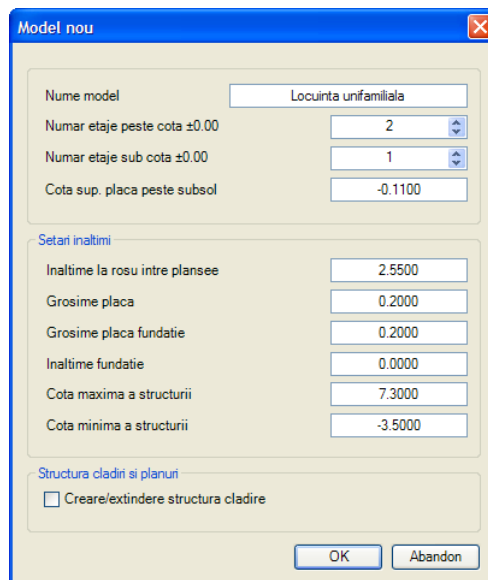 Model nou
Nume model Locuinta unifamiliala
Numar etaje peste cota ±0.00 2
Numar etaje sub cota ±0.00 1
Cota sup. placa peste subsol -0.1100
Setari inaltimi
Inaltime la rosu intre plansee 2.5500
Grosime placa 0.2000
Grosime placa fundatie 0.2000
Inaltime fundatie 0.0000
Cota maxima a structurii 7.3000
Cota minima a structurii -3.5000
Structura cladiri si planuri
Creare/extindere structura cladire
OK Abandon